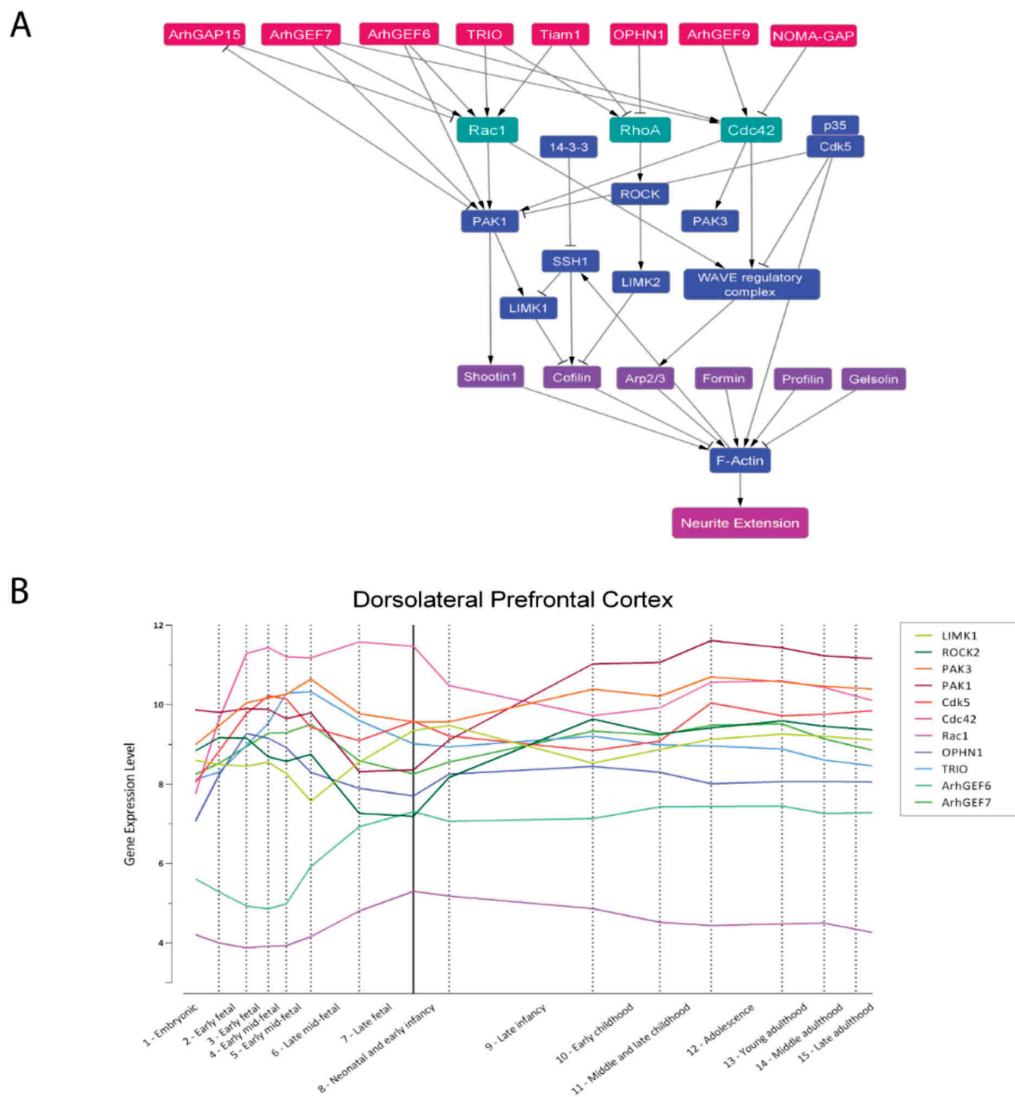 A
ArhGAP15
ArhGEF7
ArhGEF6
TRIO
Tiam1
OPHN1
ArhGEF9
NOMA-GAP
Rac1
RhoA
Cdc42
p35
Cdk5
14-3-3
ROCK
PAK1
PAK3
SSH1
LIMK2
WAVE regulatory
complex
LIMK1
Shootin1
Cofilin
Arp2/3
Formin
Profilin
Gelsolin
F-Actin
Neurite Extension
B
Dorsolateral Prefrontal Cortex
Gene Expression Level
12
10
8
6
4
LIMK1
ROCK2
PAK3
PAK1
Cdk5
Cdc42
Rac1
OPHN1
TRIO
ArhGEF6
ArhGEF7
1 - Embryonic
2 - Early fetal
3 - Early fetal
4 - Early mid-fetal
5 - Early mid-fetal
6 - Late mid-fetal
7 - Late fetal
8 - Neonatal and early infancy
9 - Late infancy
10 - Early childhood
11 - Middle and late childhood
12 - Adolescence
13 - Young adulthood
14 - Middle adulthood
15 - Late adulthood